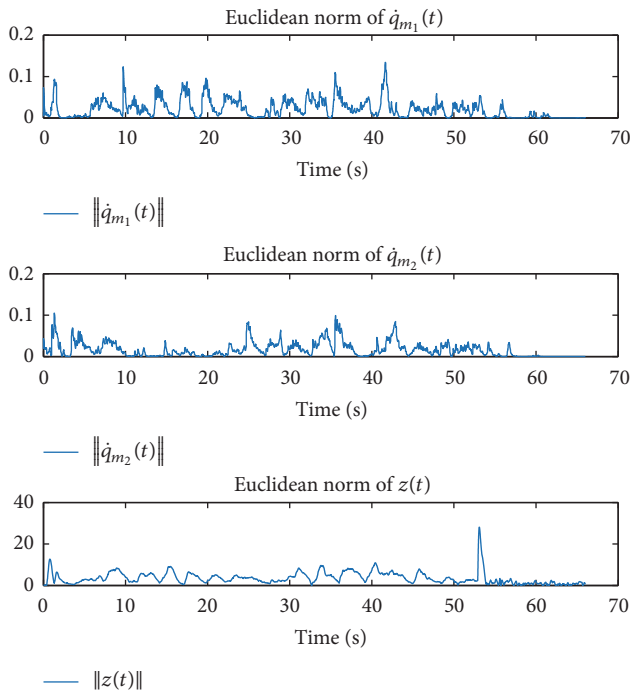 Euclidean norm of q̇ₘ₁(t)
0.2
0.1
0
0 10 20 30 40 50 60 70
Time (s)
‖q̇ₘ₁(t)‖
Euclidean norm of q̇ₘ₂(t)
0.2
0.1
0
0 10 20 30 40 50 60 70
Time (s)
‖q̇ₘ₂(t)‖
Euclidean norm of z(t)
40
20
0
0 10 20 30 40 50 60 70
Time (s)
‖z(t)‖